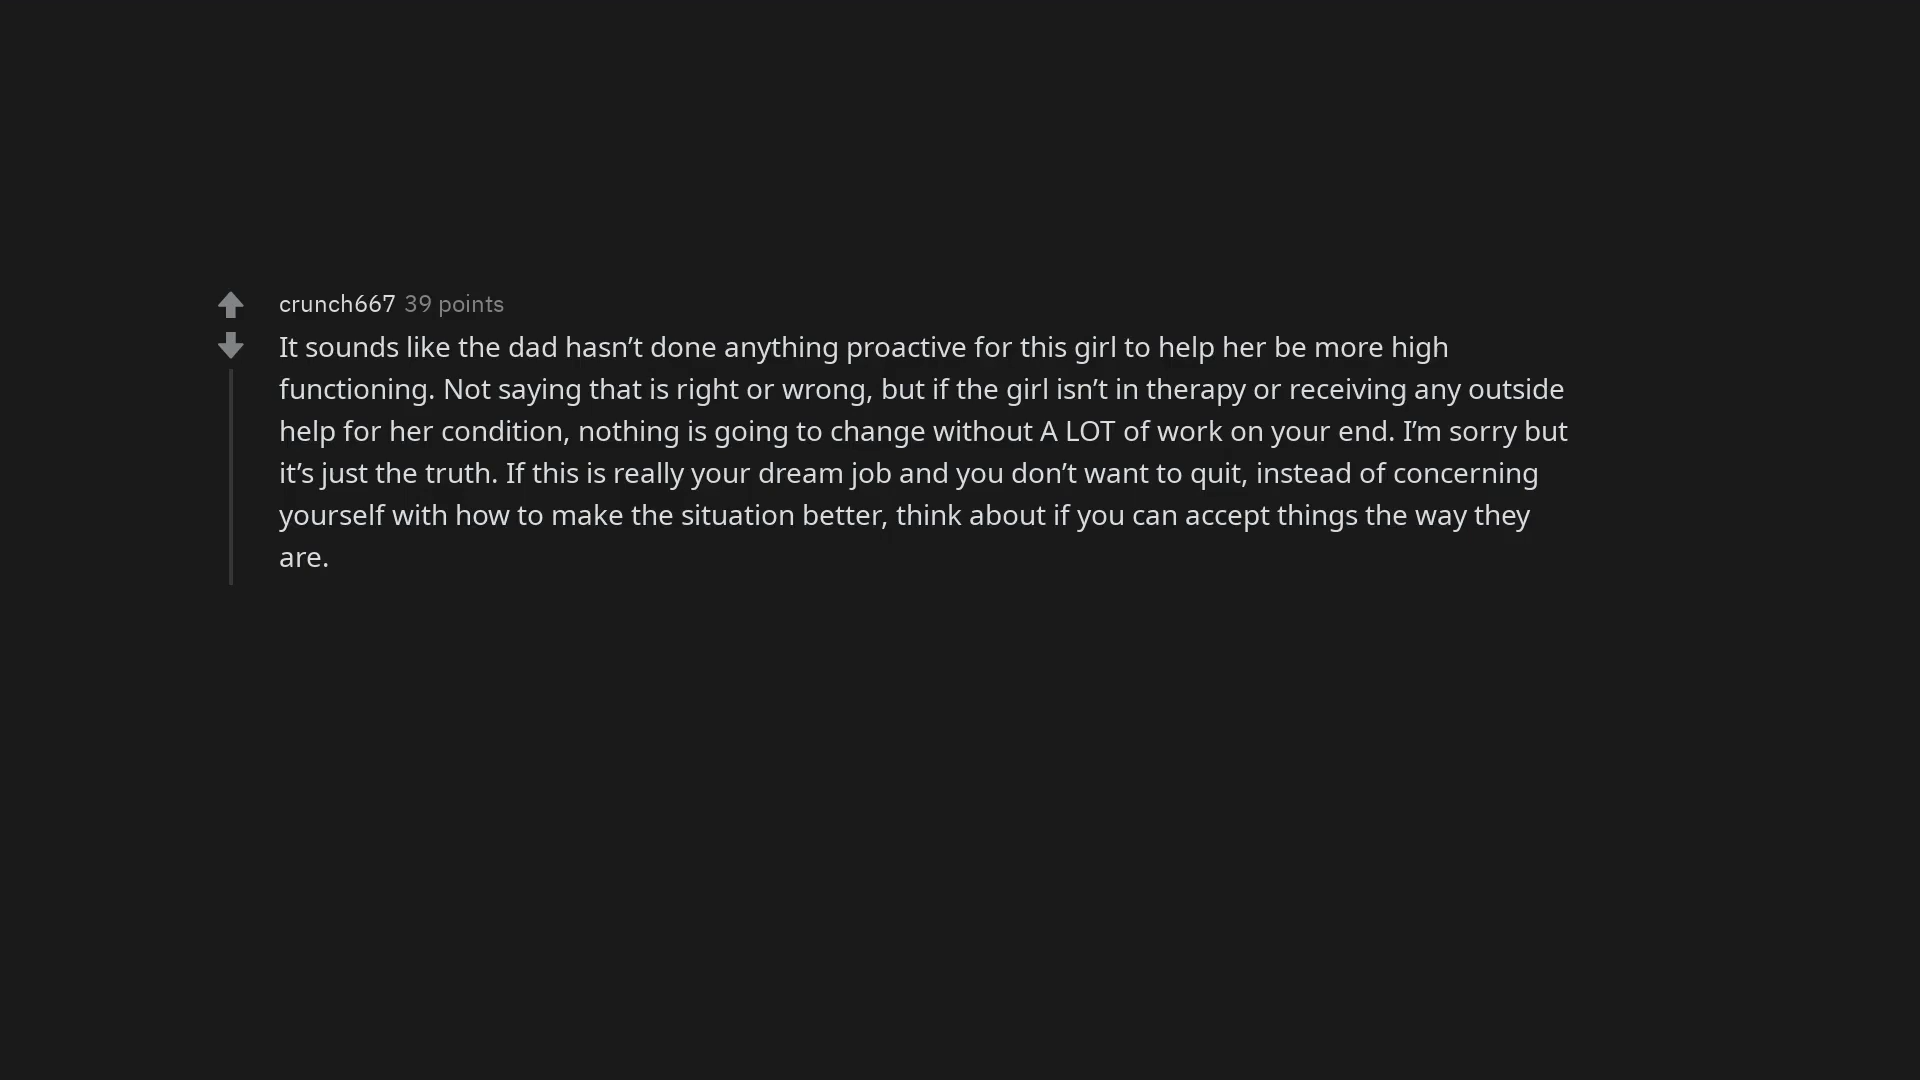 crunch667 39 points
It sounds like the dad hasn’t done anything proactive for this girl to help her be more high
functioning. Not saying that is right or wrong, but if the girl isn’t in therapy or receiving any outside
help for her condition, nothing is going to change without A LOT of work on your end. I’m sorry but
it’s just the truth. If this is really your dream job and you don’t want to quit, instead of concerning
yourself with how to make the situation better, think about if you can accept things the way they
are.